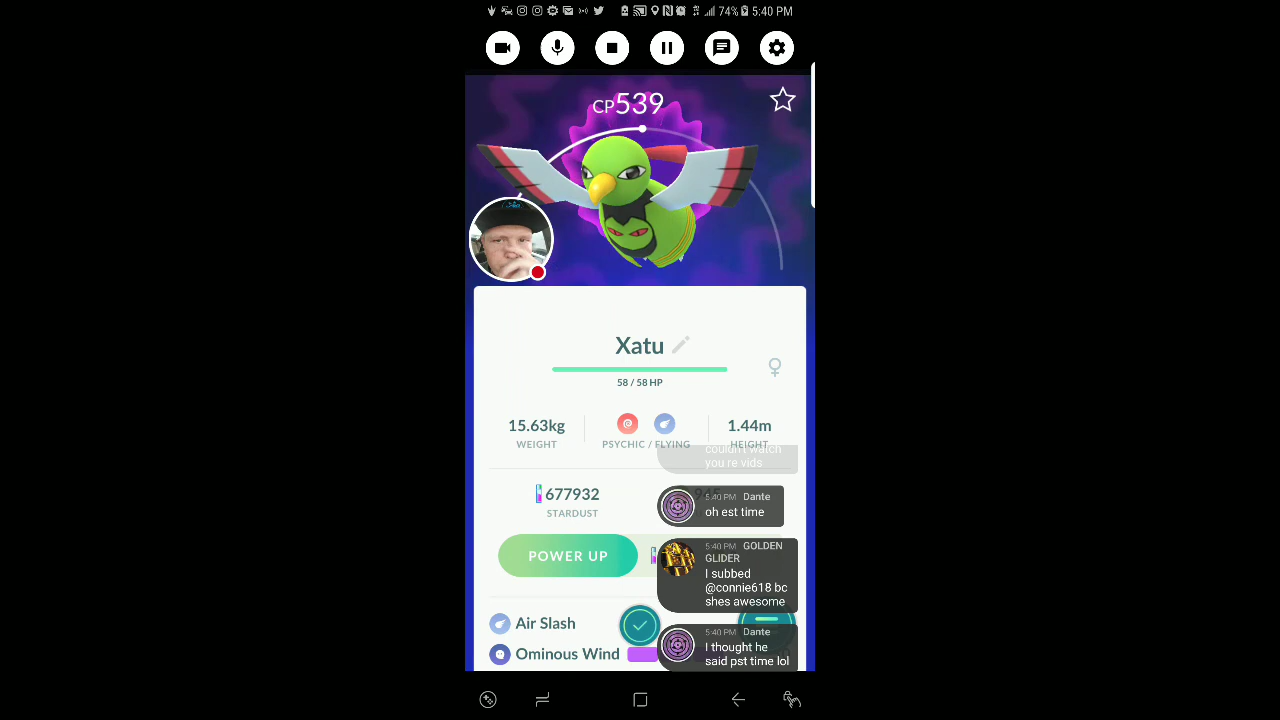 74% 5:40 PM
CP539
Xatu
58 / 58 HP
15.63kg
WEIGHT
PSYCHIC / FLYING
1.44m
HEIGHT
couldn't watch
you re vids
677932
STARDUST
5:40 PM Dante
oh est time
POWER UP
5:40 PM GOLDEN
GLIDER
I subbed
@connie618 bc
shes awesome
Air Slash
Ominous Wind
5:40 PM Dante
I thought he
said pst time lol